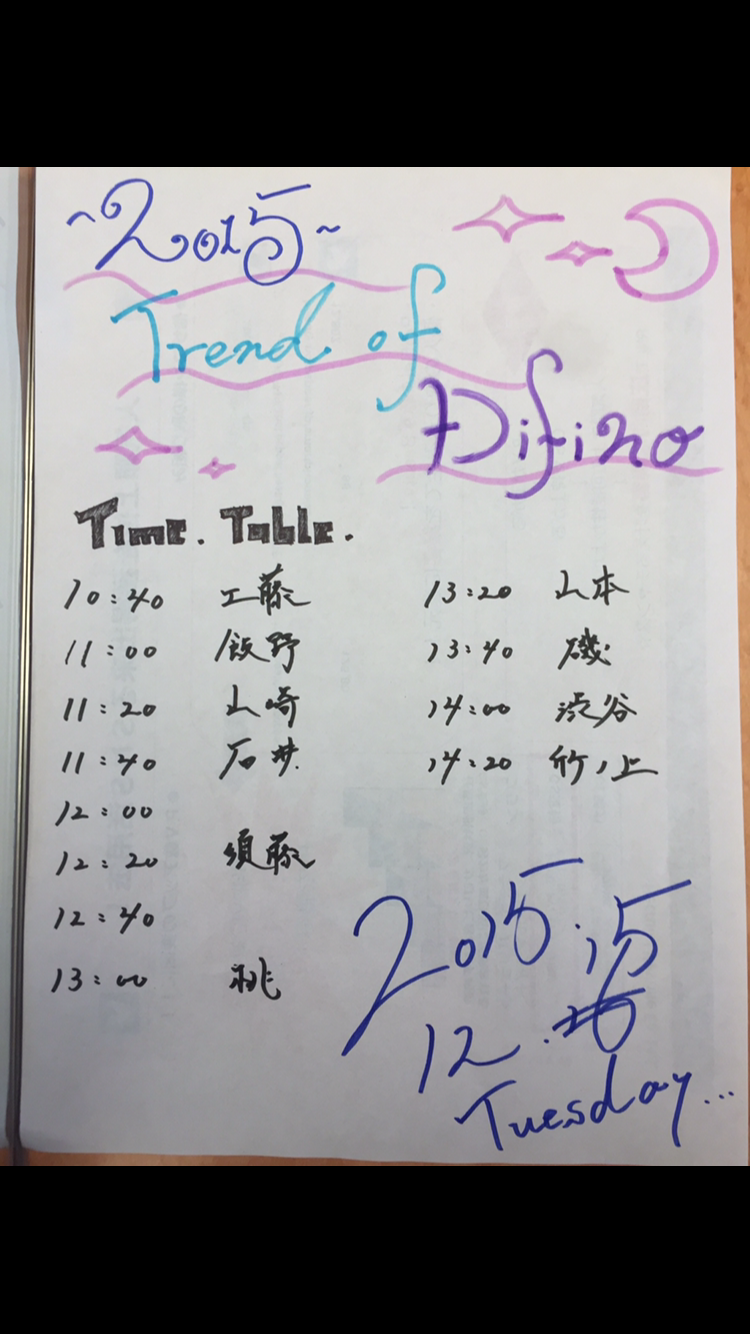 ~2015~
Trend of
Difino
Time. Table.
10:40 工藤
11:00 飯野
11:20 山崎
11:40 石井
12:00
12:20 須藤
12:40
13:00 桃
13:20 山本
13:40 磯
14:00 渋谷
14:20 竹ノ上
2015.
15
12.
Tuesday...